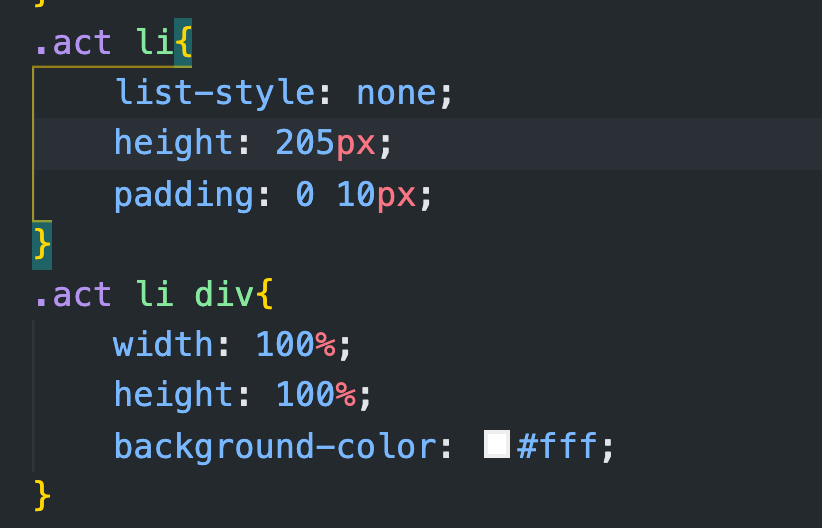 }
.act li{
list-style: none;
height: 205px;
padding: 0 10px;
}
.act li div{
width: 100%;
height: 100%;
background-color: #fff;
}